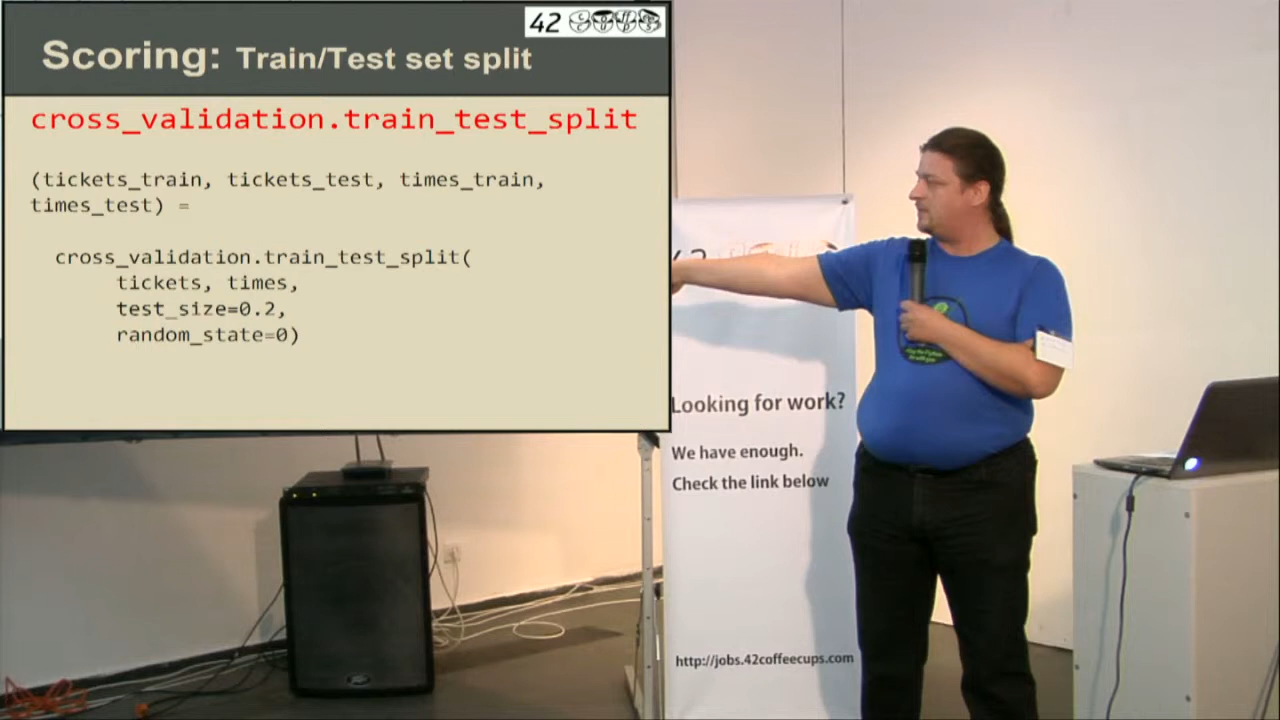 42
Scoring: Train/Test set split
cross_validation.train_test_split
(tickets_train, tickets_test, times_train,
times_test) =
cross_validation.train_test_split(
tickets, times,
test_size=0.2,
random_state=0)
42
Looking for work?
We have enough.
Check the link below
http://jobs.42coffeecups.com